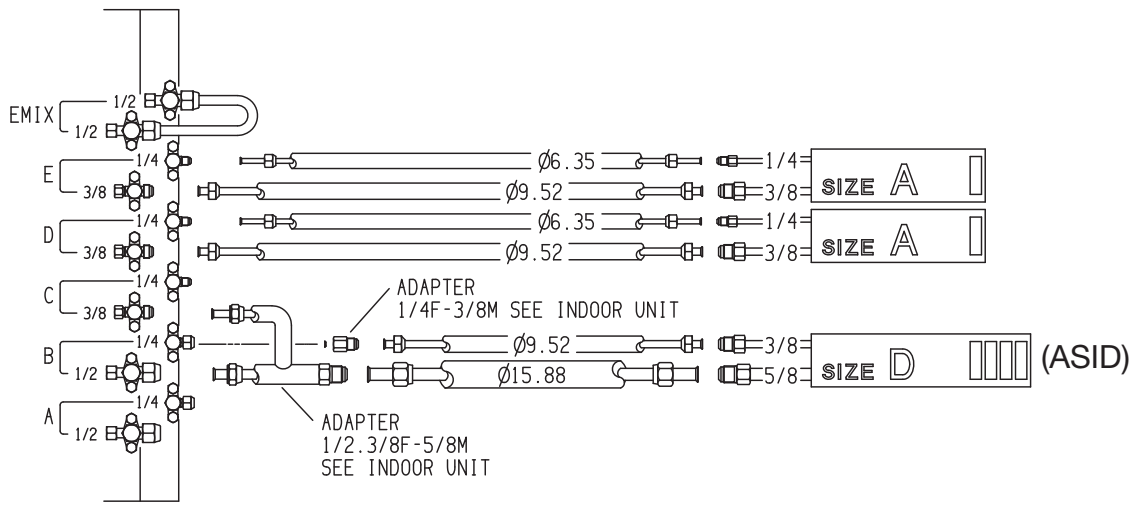 EMIX
1/2
1/2
E
1/4
3/8
Ø6.35
Ø9.52
1/4
3/8
SIZE A
D
1/4
3/8
Ø6.35
Ø9.52
1/4
3/8
SIZE A
C
1/4
3/8
ADAPTER
1/4F-3/8M SEE INDOOR UNIT
B
1/4
1/2
Ø9.52
Ø15.88
3/8
5/8
SIZE D
(ASID)
A
1/4
1/2
ADAPTER
1/2.3/8F-5/8M
SEE INDOOR UNIT